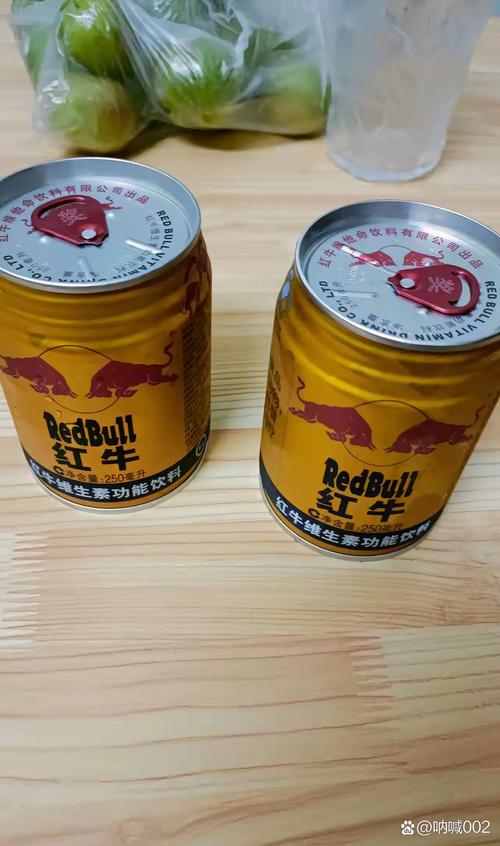 红牛维他命饮料有限公司出品
RED BULL VITAMIN DRINK CO.LTD
RedBull
红牛
净含量:250毫升
红牛维生素功能饮料
红牛维他命饮料有限公司出品
RED BULL VITAMIN DRINK CO.LTD
RedBull
红牛
净含量:250毫升
红牛维生素功能饮料
@呐喊002